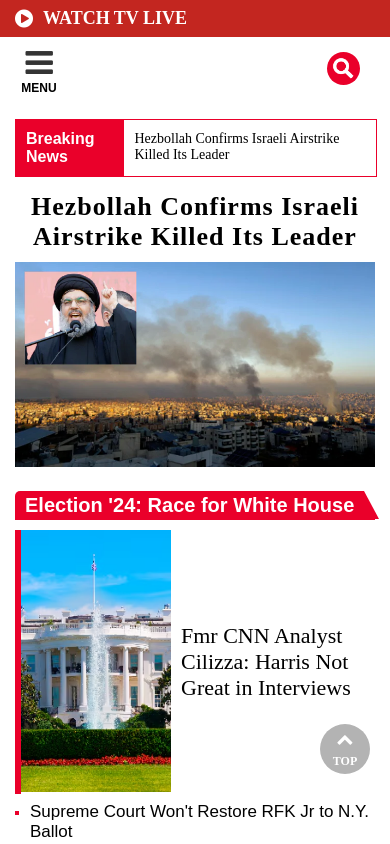 WATCH TV LIVE
MENU
Breaking
News
Hezbollah Confirms Israeli Airstrike
Killed Its Leader
Hezbollah Confirms Israeli
Airstrike Killed Its Leader
Election '24: Race for White House
Fmr CNN Analyst
Cilizza: Harris Not
Great in Interviews
TOP
Supreme Court Won't Restore RFK Jr to N.Y.
Ballot